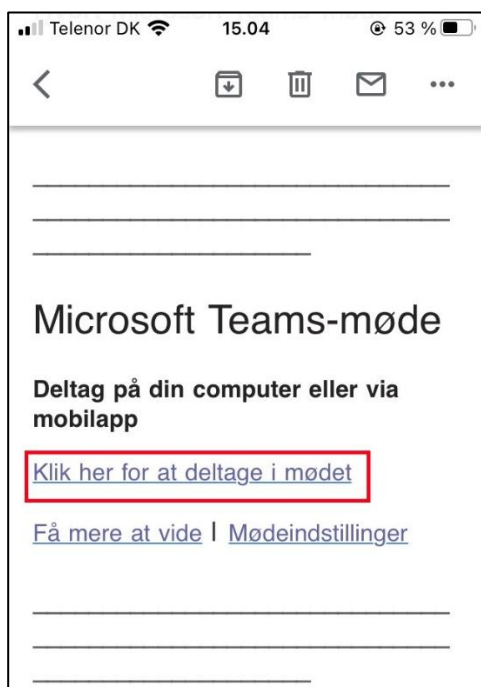 Telenor DK 15.04 53 %
Microsoft Teams-møde
Deltag på din computer eller via
mobilapp
Klik her for at deltage i mødet
Få mere at vide | Mødeindstillinger